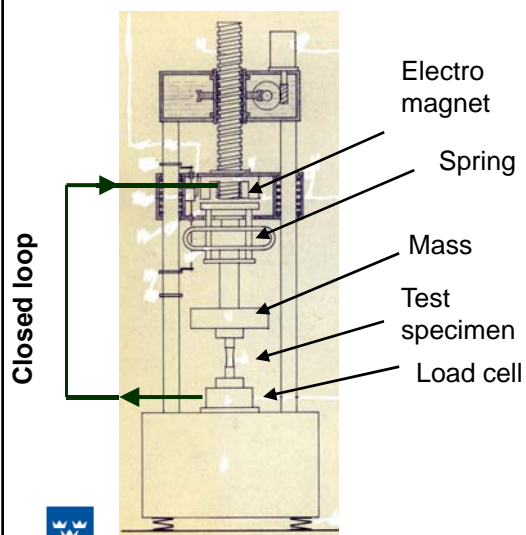 Electro
magnet
Spring
Mass
Test
specimen
Load cell
Closed loop